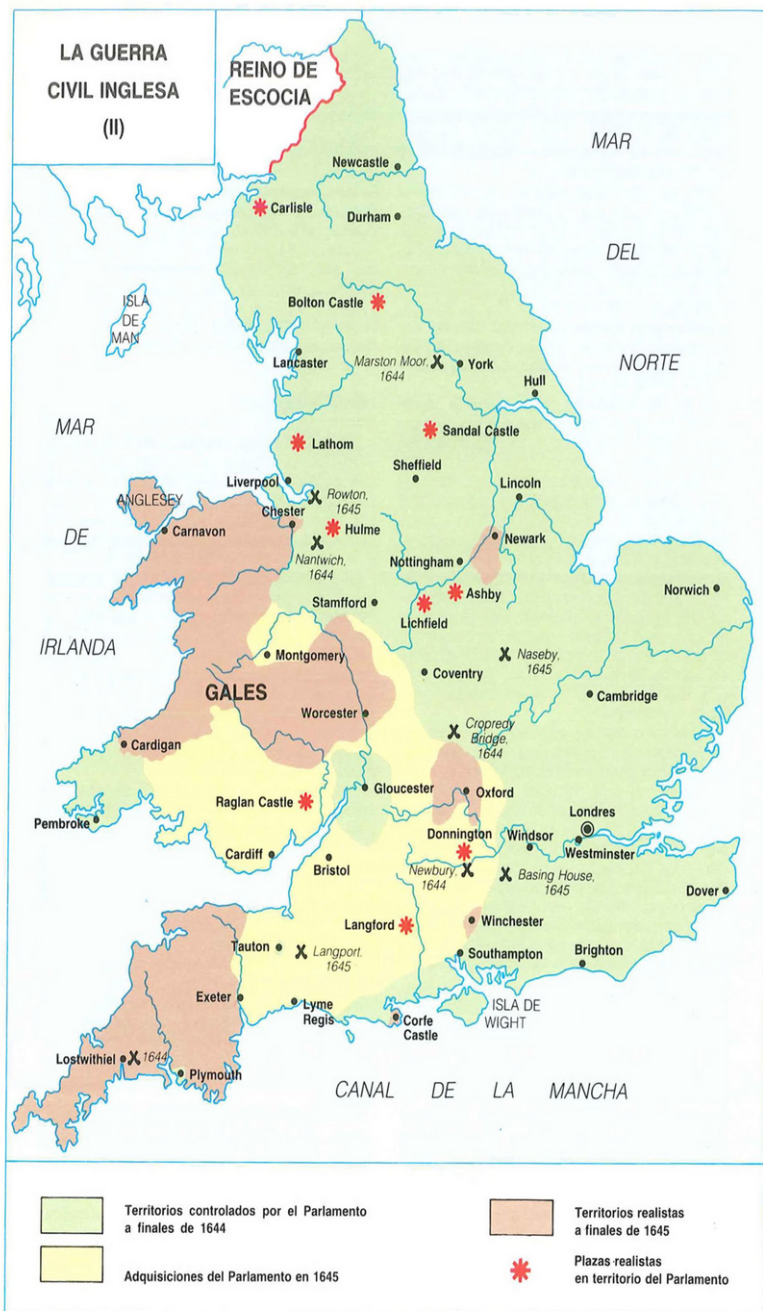 LA GUERRA
CIVIL INGLESA
(II)
REINO DE
ESCOCIA
MAR
DEL
NORTE
Newcastle
Carlisle
Durham
ISLA
DE
MAN
Bolton Castle
Lancaster
Marston Moor,
1644
York
Hull
MAR
DE
IRLANDA
Lathom
Sandal Castle
Sheffield
Liverpool
Rowton,
1645
Lincoln
ANGLESEY
Chester
Carnavon
Hulme
Newark
Nantwich,
1644
Nottingham
Ashby
Norwich
Stamfford
Lichfield
Montgomery
Naseby,
1645
Coventry
GALES
Cambridge
Worcester
Cropredy
Bridge,
1644
Cardigan
Gloucester
Oxford
Raglan Castle
Pembroke
Londres
Donnington
Windsor
Westminster
Cardiff
Bristol
Newbury,
1644
Basing House,
1645
Dover
Langford
Winchester
Tauton
Langport,
1645
Southampton
Brighton
Exeter
Lyme
Regis
ISLA DE
WIGHT
Corfe
Castle
Lostwithiel
1644
Plymouth
CANAL DE LA MANCHA
Territorios controlados por el Parlamento
a finales de 1644
Adquisiciones del Parlamento en 1645
Territorios realistas
a finales de 1645
Plazas realistas
en territorio del Parlamento